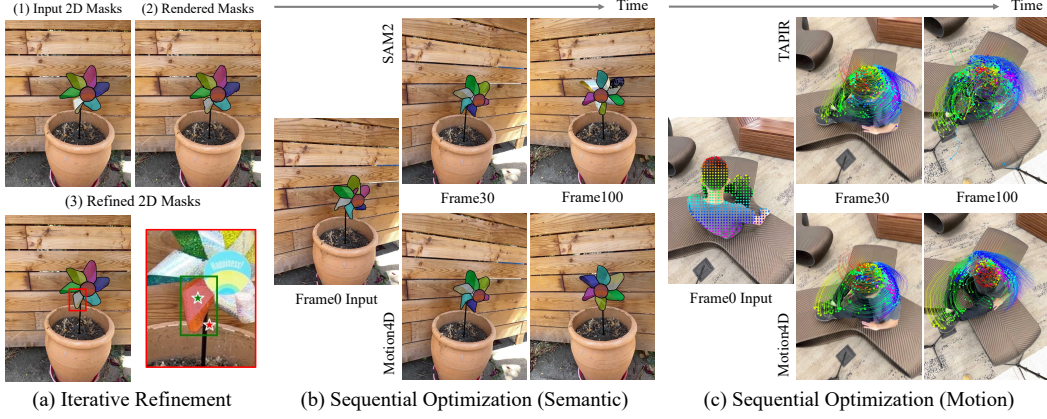 (1) Input 2D Masks
(2) Rendered Masks
(3) Refined 2D Masks
(a) Iterative Refinement
Time
SAM2
Frame30
Frame100
Frame0 Input
Motion4D
(b) Sequential Optimization (Semantic)
Time
TAPIR
Frame30
Frame100
Frame0 Input
Motion4D
(c) Sequential Optimization (Motion)